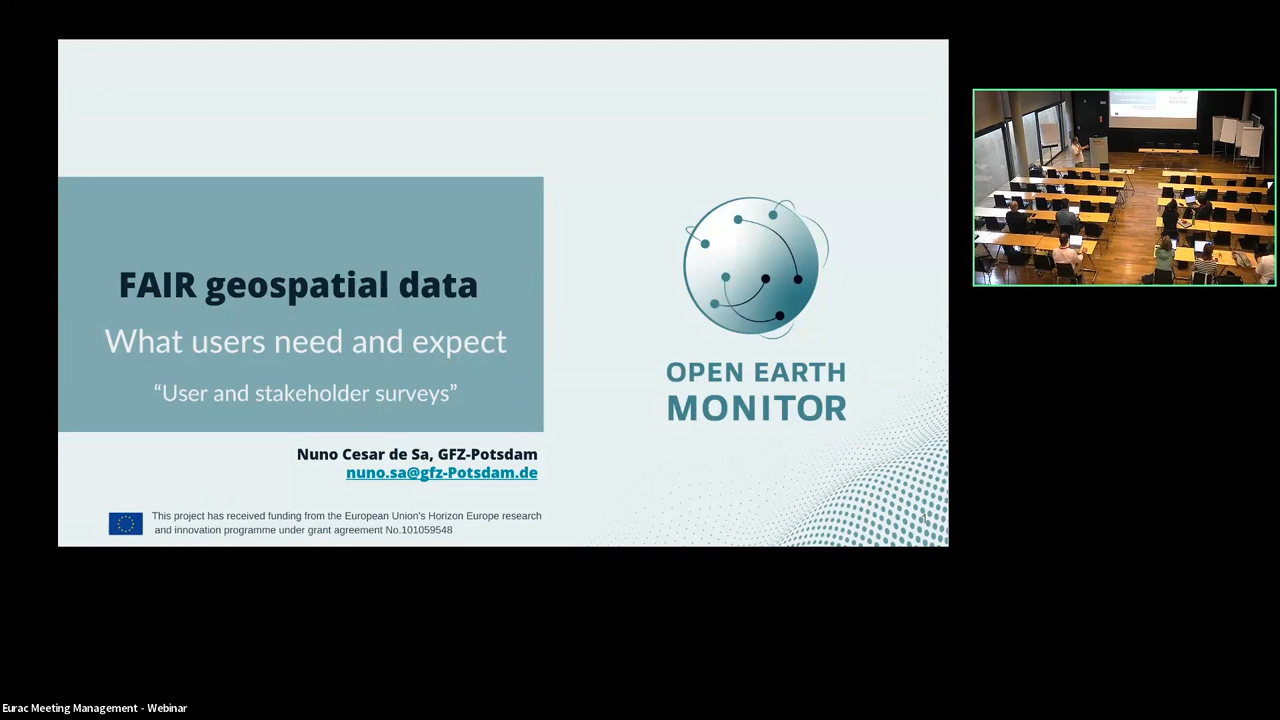 FAIR geospatial data
What users need and expect
“User and stakeholder surveys”
Nuno Cesar de Sa, GFZ-Potsdam
nuno.sa@gfz-Potsdam.de
This project has received funding from the European Union's Horizon Europe research
and innovation programme under grant agreement No.101059548
OPEN EARTH
MONITOR
Eurac Meeting Management - Webinar